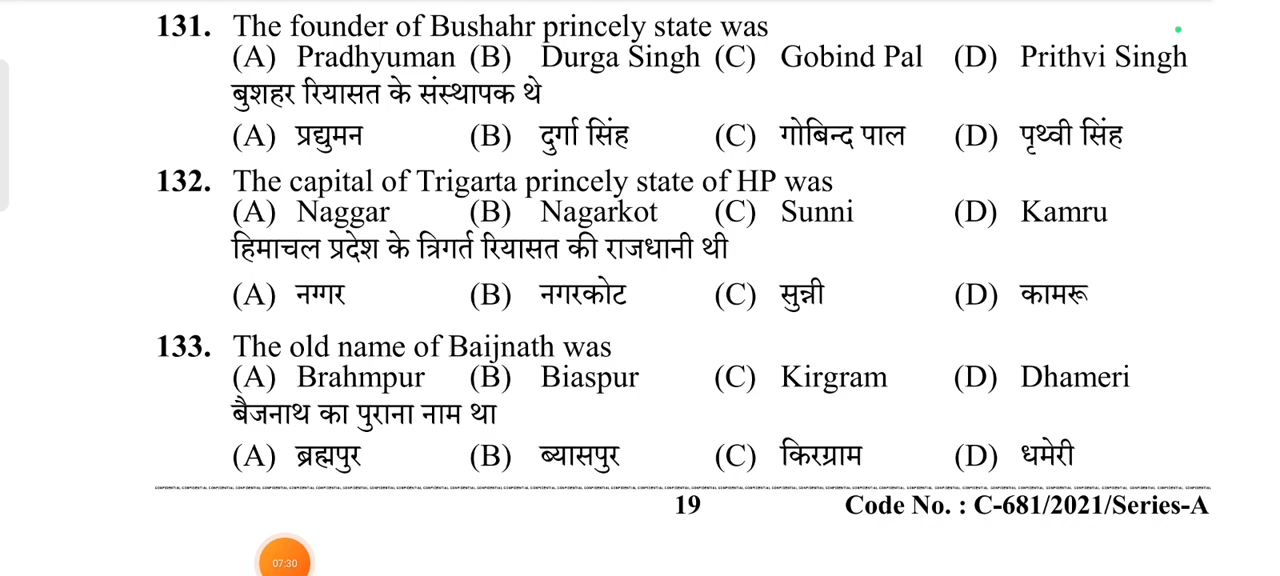 131. The founder of Bushahr princely state was
(A) Pradhyuman (B) Durga Singh (C) Gobind Pal (D) Prithvi Singh
बुशहर रियासत के संस्थापक थे
(A) प्रद्युमन (B) दुर्गा सिंह (C) गोबिन्द पाल (D) पृथ्वी सिंह
132. The capital of Trigarta princely state of HP was
(A) Naggar (B) Nagarkot (C) Sunni (D) Kamru
हिमाचल प्रदेश के त्रिगर्त रियासत की राजधानी थी
(A) नग्गर (B) नगरकोट (C) सुन्नी (D) कामरू
133. The old name of Baijnath was
(A) Brahmpur (B) Biaspur (C) Kirgram (D) Dhameri
बैजनाथ का पुराना नाम था
(A) ब्रह्मपुर (B) ब्यासपुर (C) किरग्राम (D) धमेरी
19 Code No. : C-681/2021/Series-A
07:30